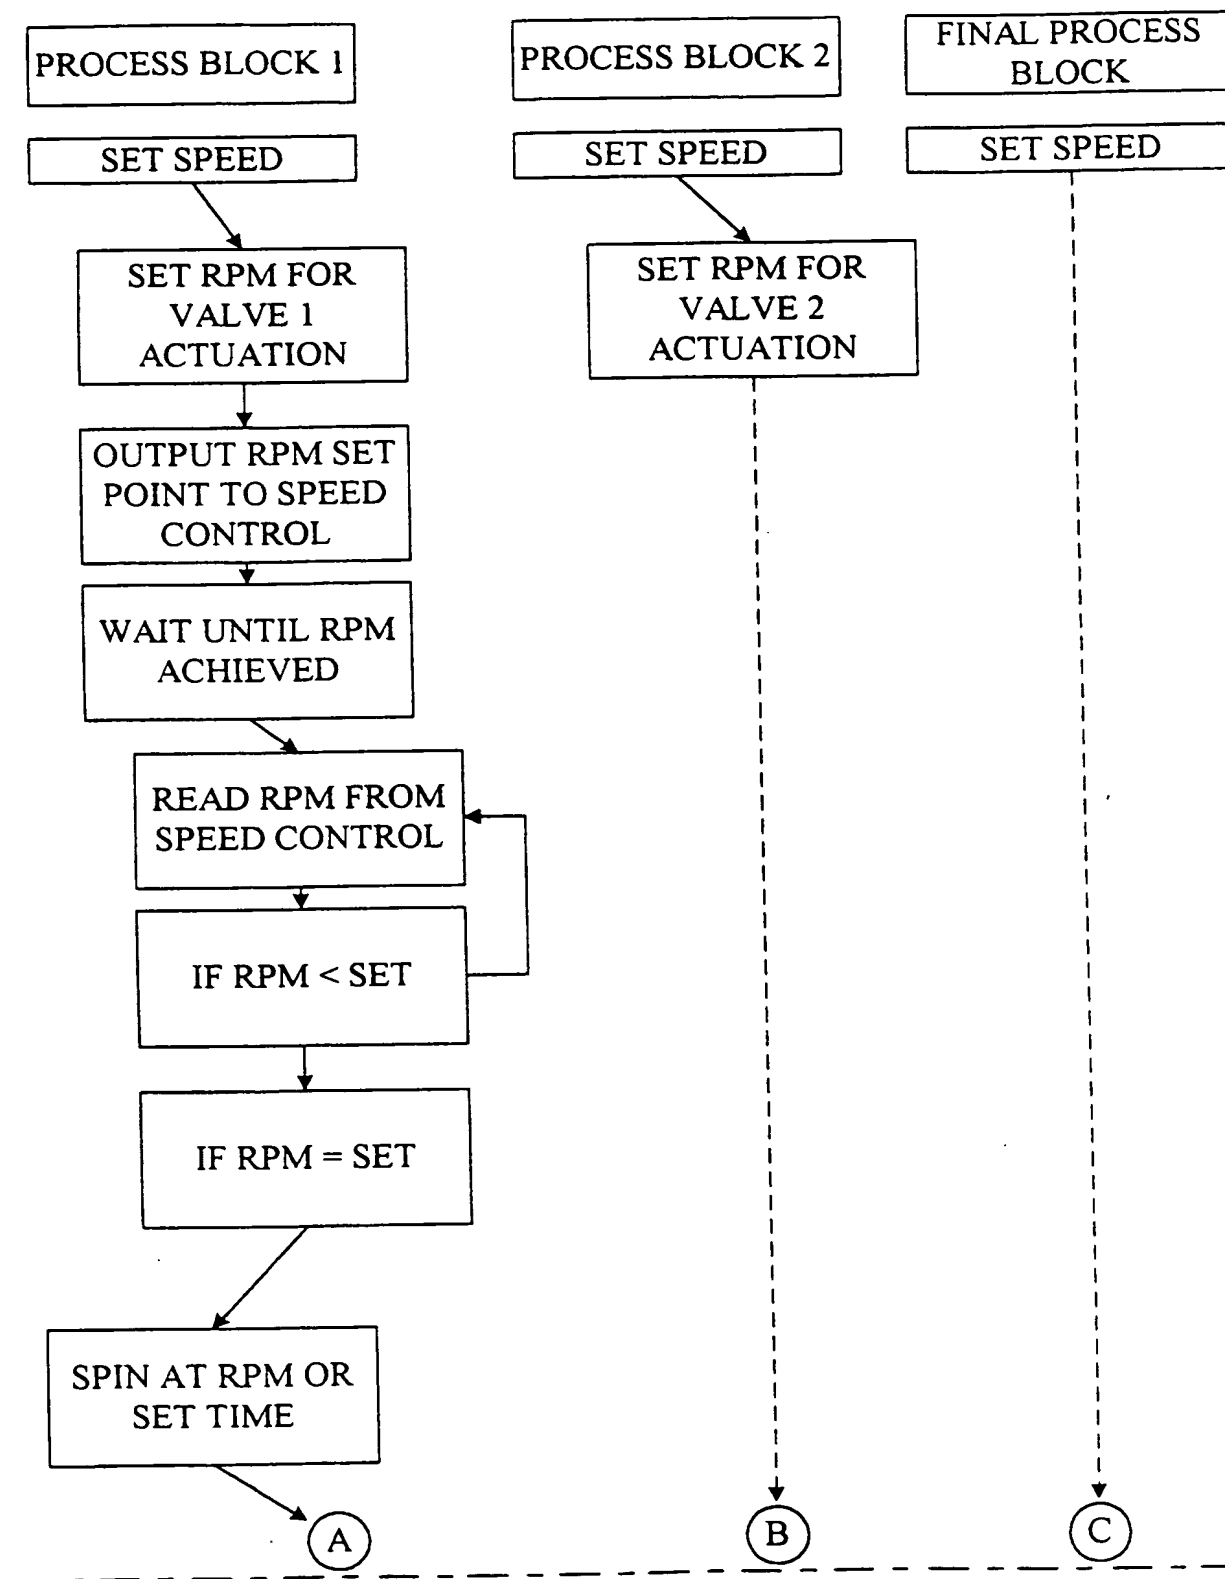 PROCESS BLOCK 1
SET SPEED
SET RPM FOR
VALVE 1
ACTUATION
OUTPUT RPM SET
POINT TO SPEED
CONTROL
WAIT UNTIL RPM
ACHIEVED
READ RPM FROM
SPEED CONTROL
IF RPM < SET
IF RPM = SET
SPIN AT RPM OR
SET TIME
A
PROCESS BLOCK 2
SET SPEED
SET RPM FOR
VALVE 2
ACTUATION
B
FINAL PROCESS
BLOCK
SET SPEED
C